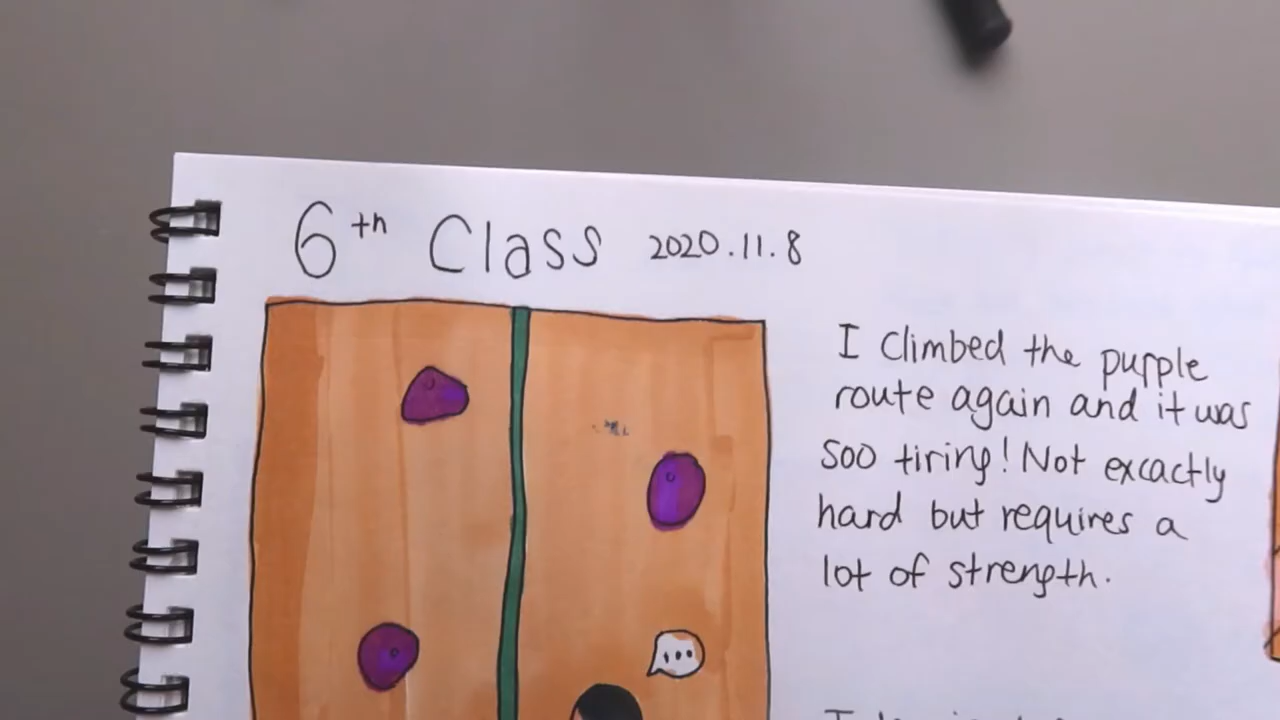 6th Class 2020.11.8
I climbed the purple
route again and it was
soo tiring! Not excactly
hard but requires a
lot of strength.
...
I